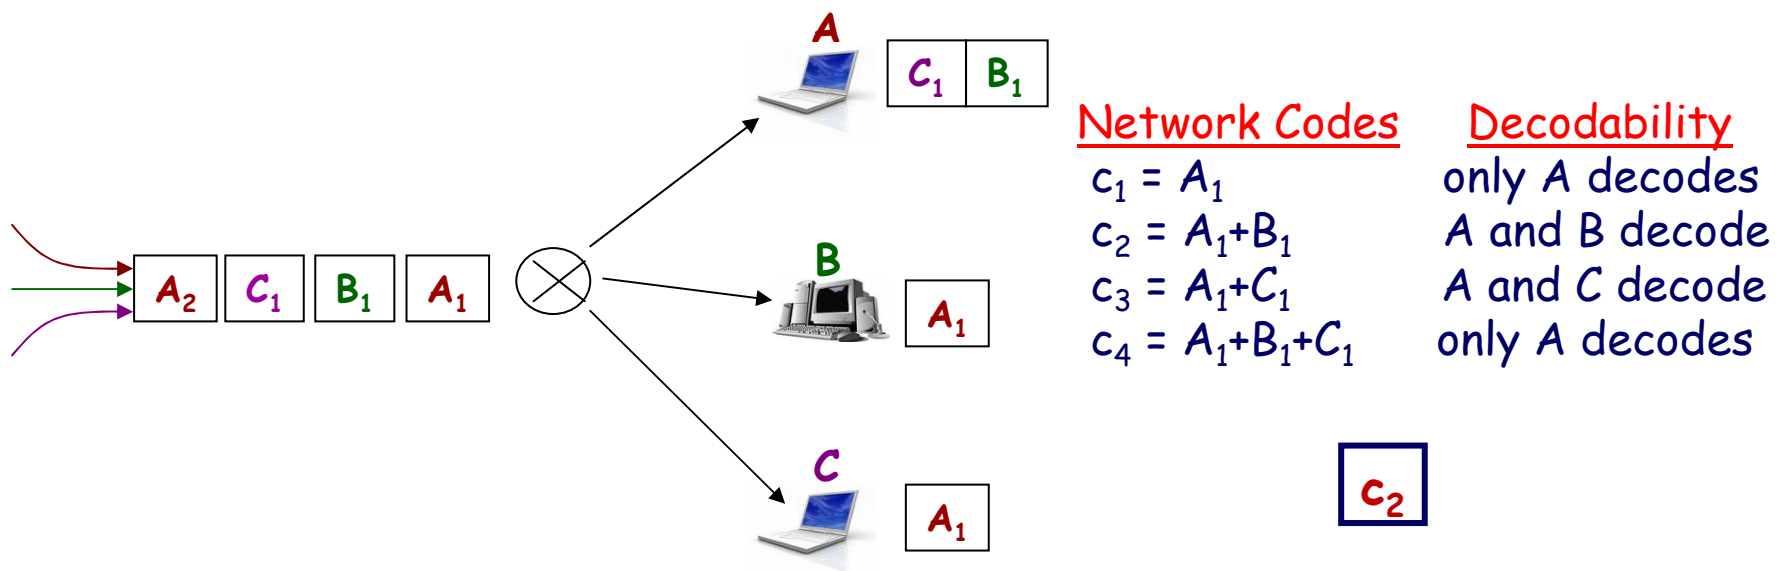 A
C₁ B₁
Network Codes Decodability
c₁ = A₁ only A decodes
c₂ = A₁+B₁ A and B decode
B
A₂ C₁ B₁ A₁
A₁
c₃ = A₁+C₁ A and C decode
c₄ = A₁+B₁+C₁ only A decodes
C
A₁
c₂